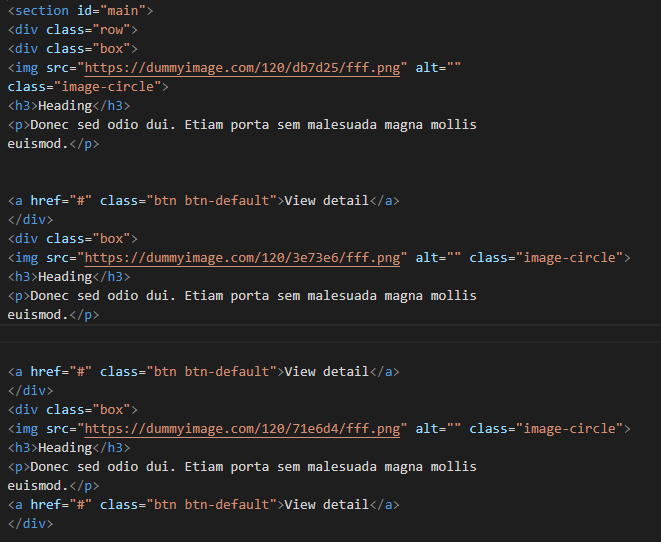 <section id="main">
<div class="row">
<div class="box">
<img src="https://dummyimage.com/120/db7d25/fff.png" alt=""
class="image-circle">
<h3>Heading</h3>
<p>Donec sed odio dui. Etiam porta sem malesuada magna mollis
euismod.</p>
<a href="#" class="btn btn-default">View detail</a>
</div>
<div class="box">
<img src="https://dummyimage.com/120/3e73e6/fff.png" alt="" class="image-circle">
<h3>Heading</h3>
<p>Donec sed odio dui. Etiam porta sem malesuada magna mollis
euismod.</p>
<a href="#" class="btn btn-default">View detail</a>
</div>
<div class="box">
<img src="https://dummyimage.com/120/71e6d4/fff.png" alt="" class="image-circle">
<h3>Heading</h3>
<p>Donec sed odio dui. Etiam porta sem malesuada magna mollis
euismod.</p>
<a href="#" class="btn btn-default">View detail</a>
</div>